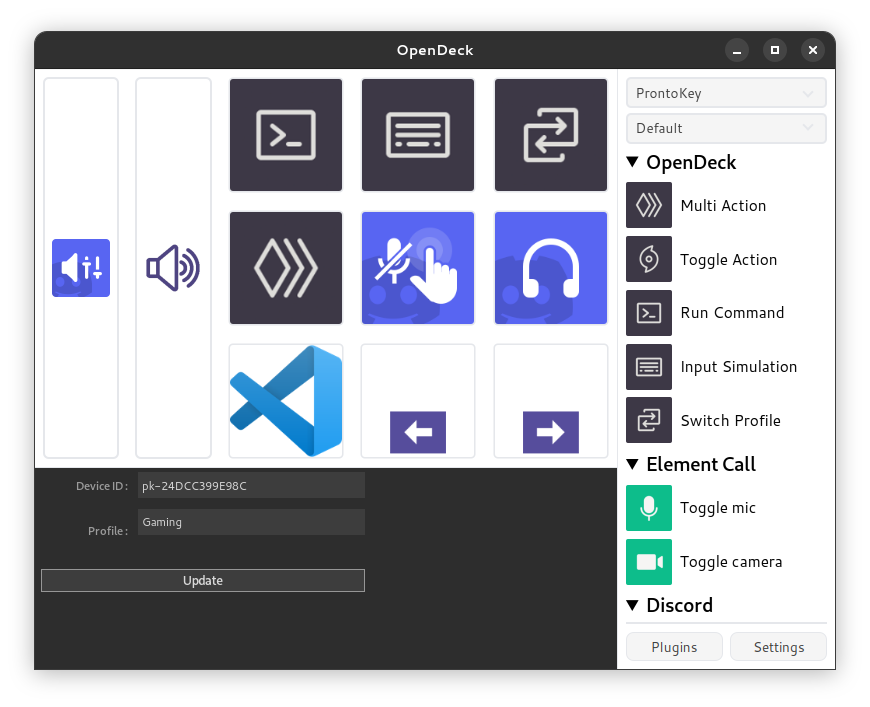 OpenDeck
ProntoKey
Default
OpenDeck
Multi Action
Toggle Action
Run Command
Input Simulation
Switch Profile
Element Call
Toggle mic
Toggle camera
Discord
Plugins
Settings
Device ID:
pk-24DCC399E98C
Profile:
Gaming
Update